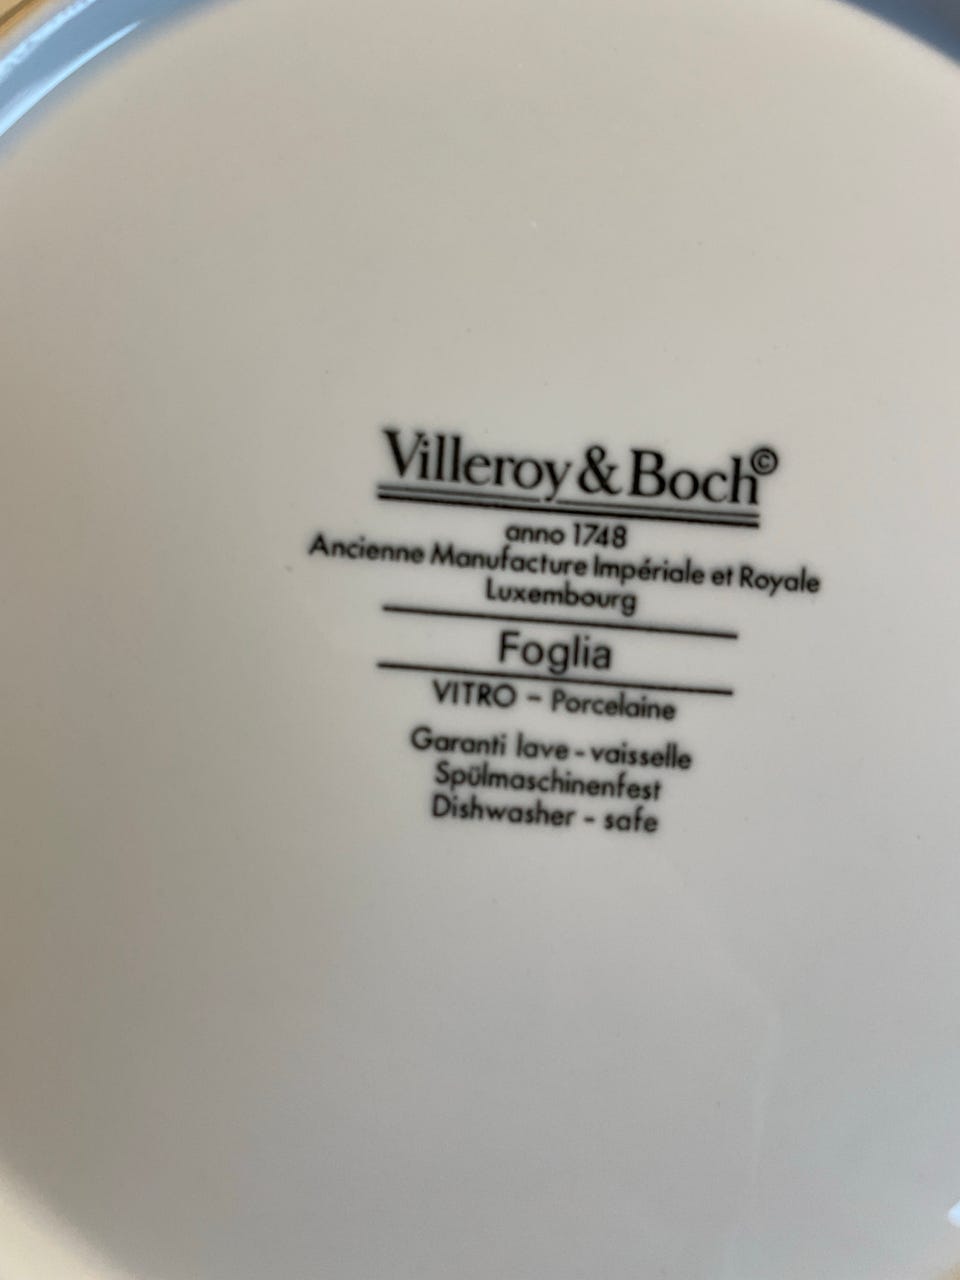 Villeroy & Boch©
anno 1748
Ancienne Manufacture Impériale et Royale
Luxembourg
Foglia
VITRO – Porcelaine
Garanti lave - vaisselle
Spülmaschinenfest
Dishwasher - safe